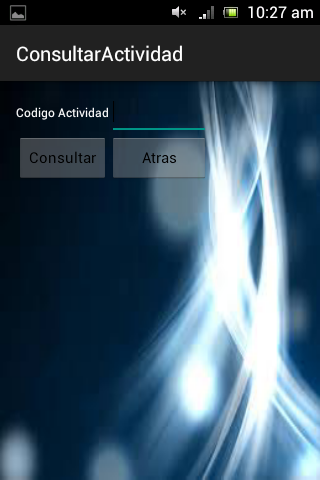 10:27 am
ConsultarActividad
Codigo Actividad
Consultar Atras